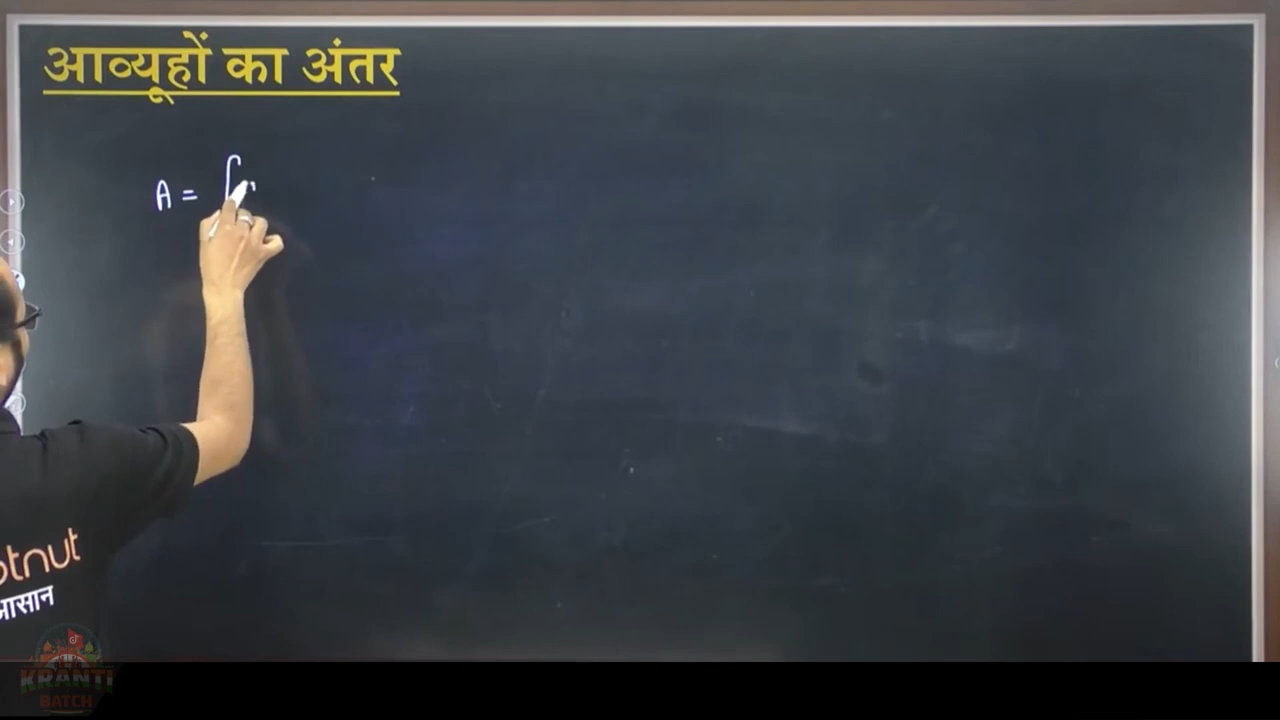 आव्यूहों का अंतर
A = [
otnut
आसान
KRANTI
BATCH